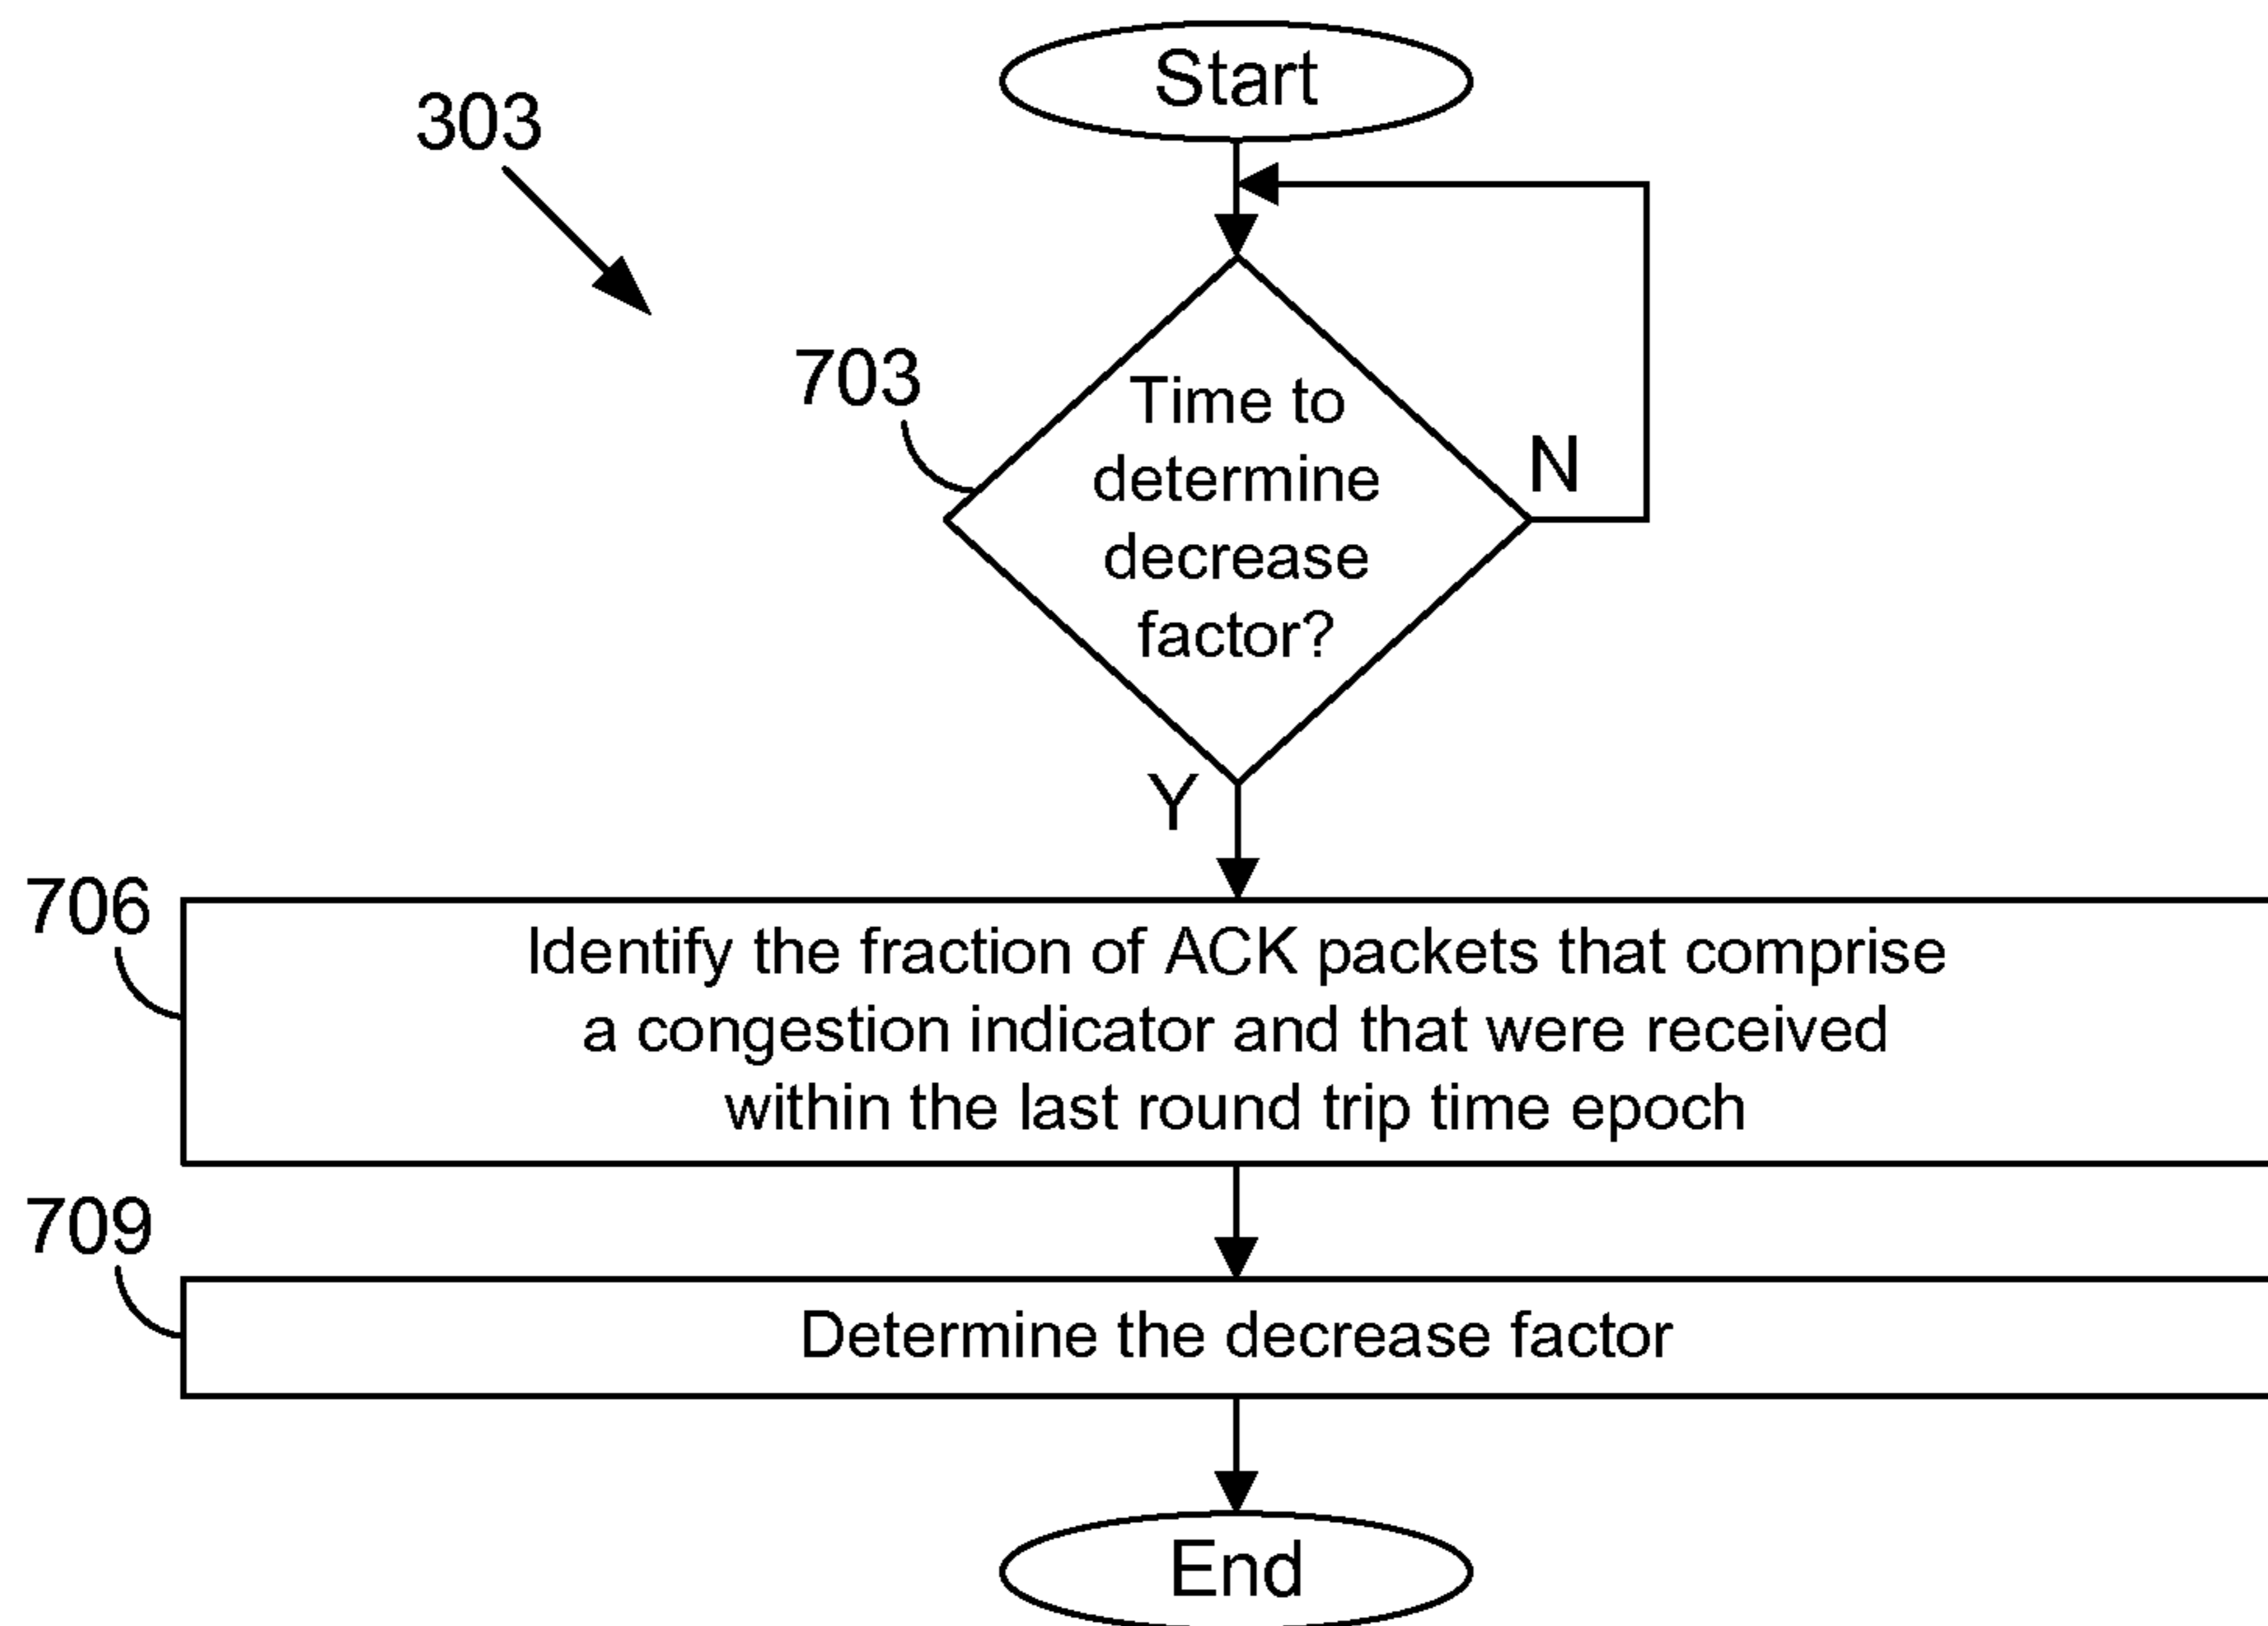 Start
303
703
Time to
determine
decrease
factor?
N
Y
706
Identify the fraction of ACK packets that comprise
a congestion indicator and that were received
within the last round trip time epoch
709
Determine the decrease factor
End